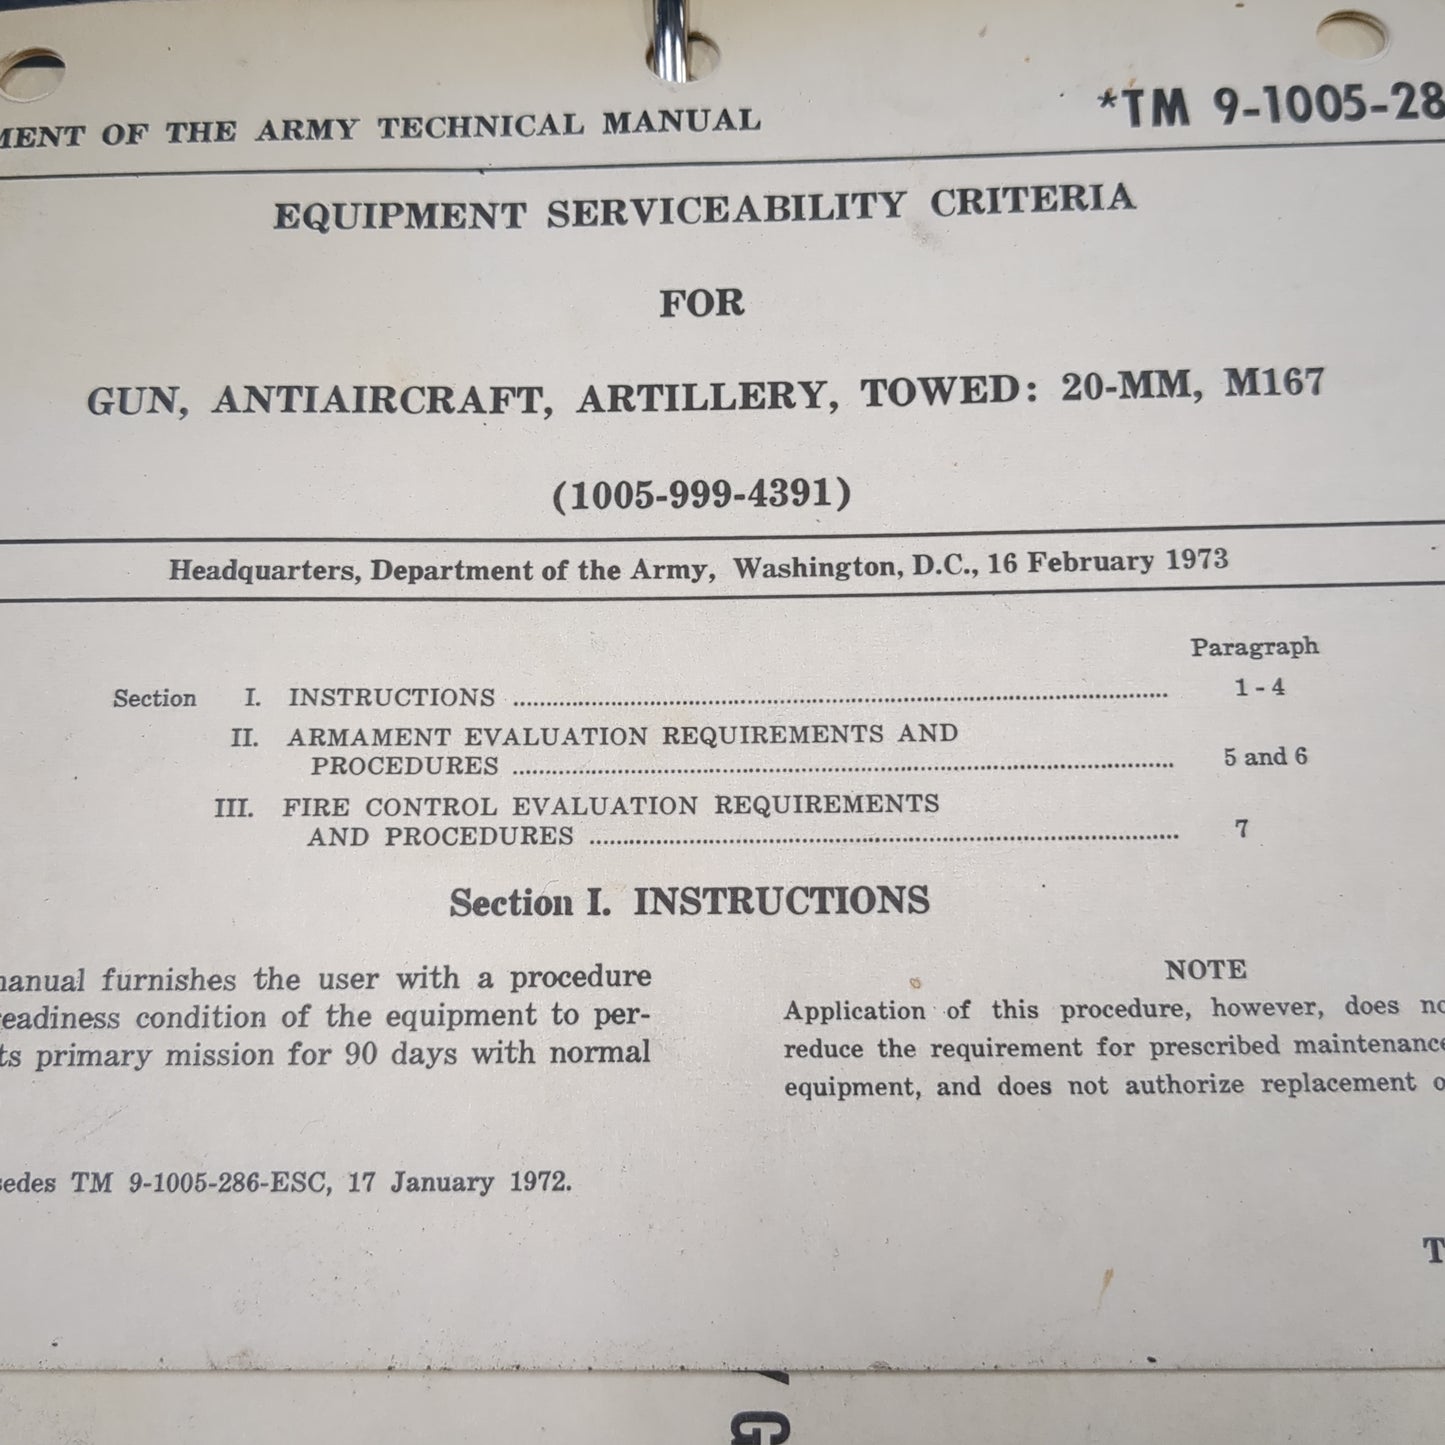 MENT OF THE ARMY TECHNICAL MANUAL
*TM 9-1005-28
EQUIPMENT SERVICEABILITY CRITERIA
FOR
GUN, ANTIAIRCRAFT, ARTILLERY, TOWED: 20-MM, M167
(1005-999-4391)
Headquarters, Department of the Army, Washington, D.C., 16 February 1973
Paragraph
Section I. INSTRUCTIONS ........ 1 - 4
II. ARMAMENT EVALUATION REQUIREMENTS AND
PROCEDURES ........ 5 and 6
III. FIRE CONTROL EVALUATION REQUIREMENTS
AND PROCEDURES ........ 7
Section I. INSTRUCTIONS
manual furnishes the user with a procedure
readiness condition of the equipment to per-
ts primary mission for 90 days with normal
sedes TM 9-1005-286-ESC, 17 January 1972.
NOTE
Application of this procedure, however, does no
reduce the requirement for prescribed maintenance
equipment, and does not authorize replacement o
T
G